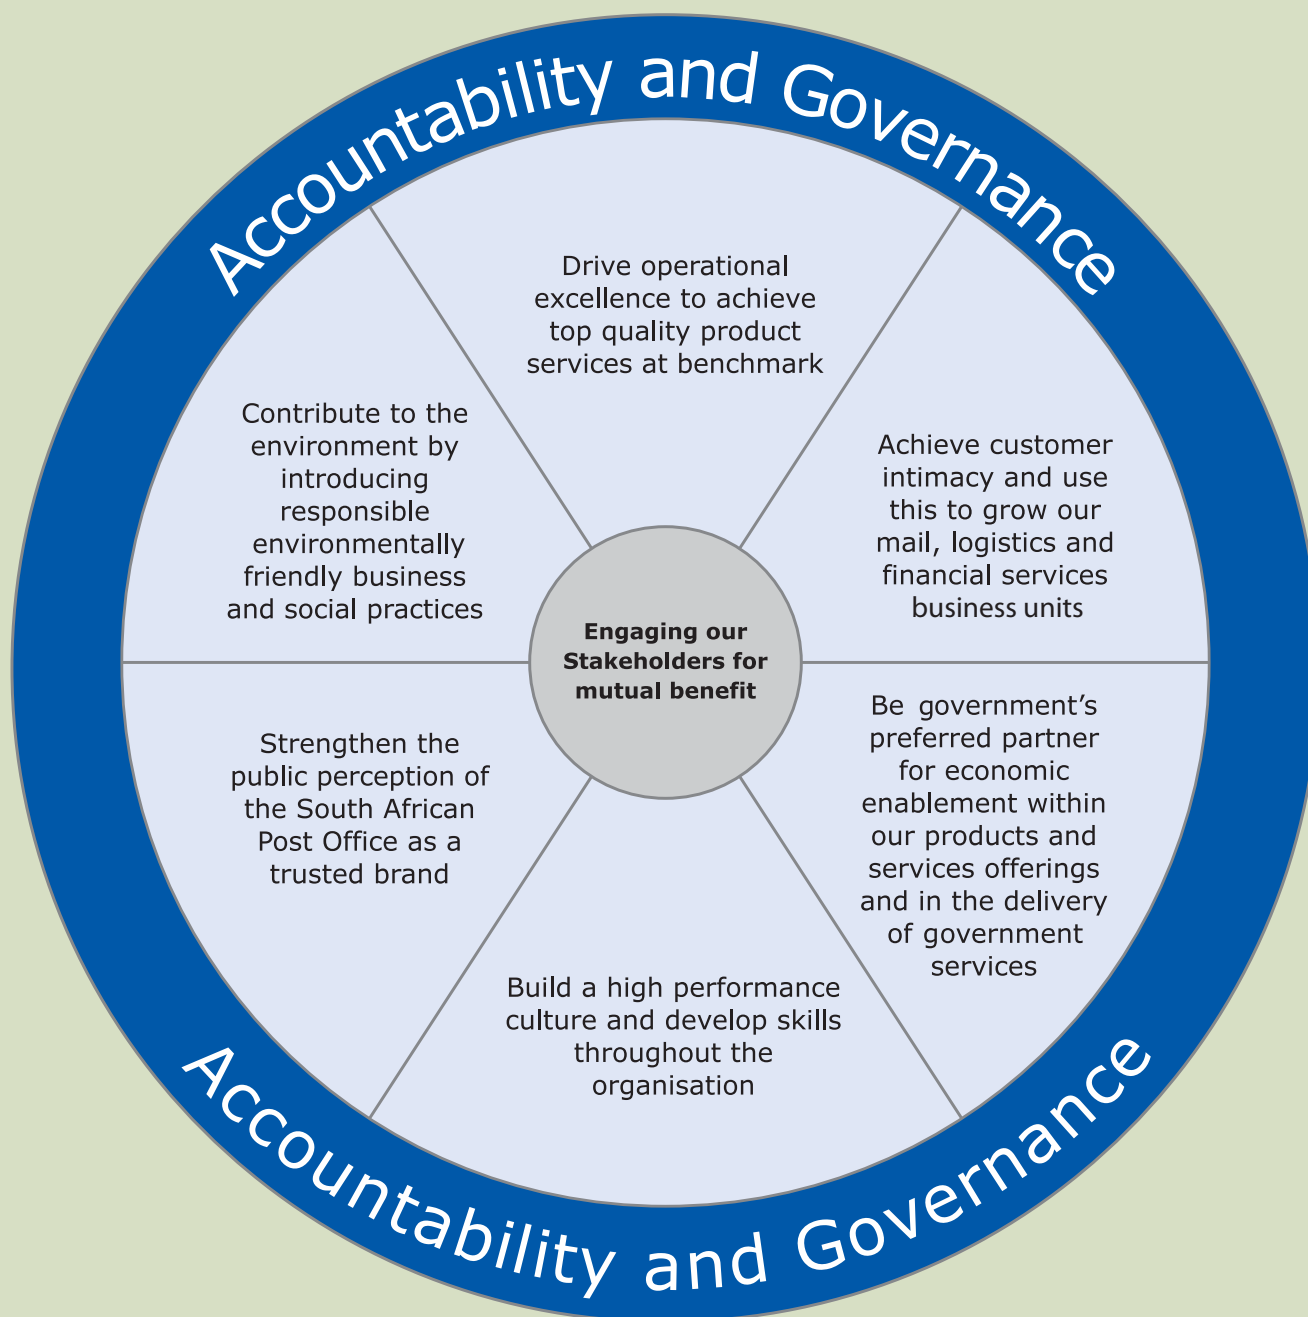 Accountability and Governance
Drive operational
excellence to achieve
top quality product
services at benchmark
Achieve customer
intimacy and use
this to grow our
mail, logistics and
financial services
business units
Be government’s
preferred partner
for economic
enablement within
our products and
services offerings
and in the delivery
of government
services
Build a high performance
culture and develop skills
throughout the
organisation
Strengthen the
public perception of
the South African
Post Office as a
trusted brand
Contribute to the
environment by
introducing
responsible
environmentally
friendly business
and social practices
Engaging our
Stakeholders for
mutual benefit
Accountability and Governance